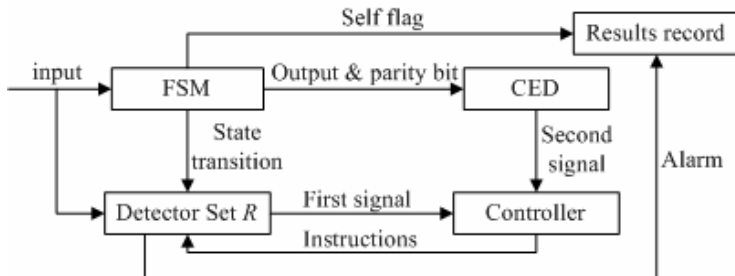 Self flag
Results record
input
FSM
Output & parity bit
CED
State
transition
Second
signal
Alarm
Detector Set R
First signal
Controller
Instructions